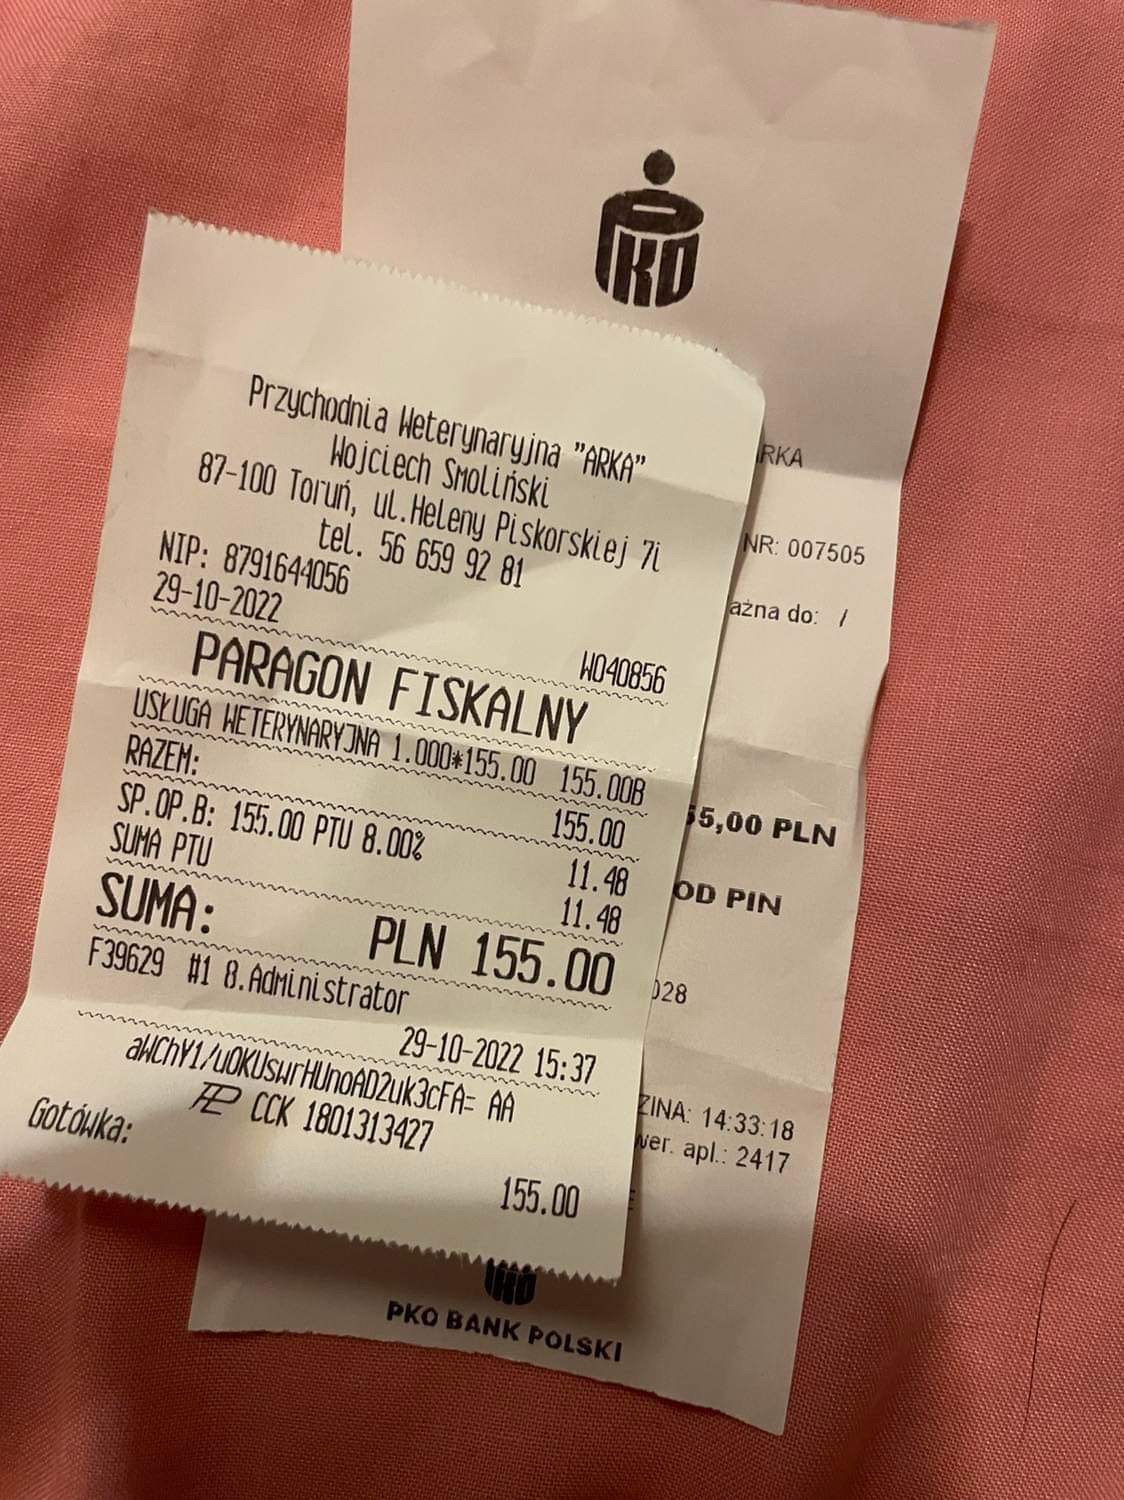 PKO
Przychodnia Weterynaryjna "ARKA"
Wojciech Smoliński
87-100 Toruń, ul.Heleny Piskorskiej 7i
tel. 56 659 92 81
NIP: 8791644056
29-10-2022 W040856
PARAGON FISKALNY
USŁUGA WETERYNARYJNA 1.000*155.00 155.00B
RAZEM: 155.00
SP.OP.B: 155.00 PTU 8.00% 11.48
SUMA PTU 11.48
SUMA: PLN 155.00
F39629 #1 8.Administrator
29-10-2022 15:37
aWChY1/uOKUswrHUnoAD2uk3cFA= AA
CCK 1801313427
Gotówka: 155.00
RKA
NR: 007505
ażna do: /
55,00 PLN
OD PIN
028
ZINA: 14:33:18
wer. apl.: 2417
PKO BANK POLSKI